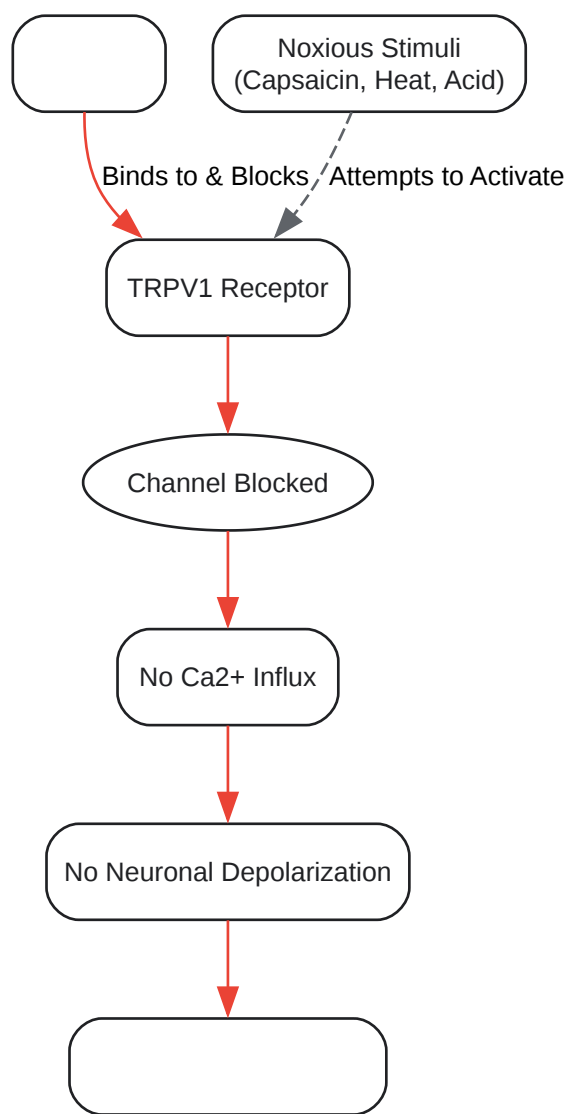 Noxious Stimuli
(Capsaicin, Heat, Acid)
Binds to & Blocks
Attempts to Activate
TRPV1 Receptor
Channel Blocked
No Ca2+ Influx
No Neuronal Depolarization